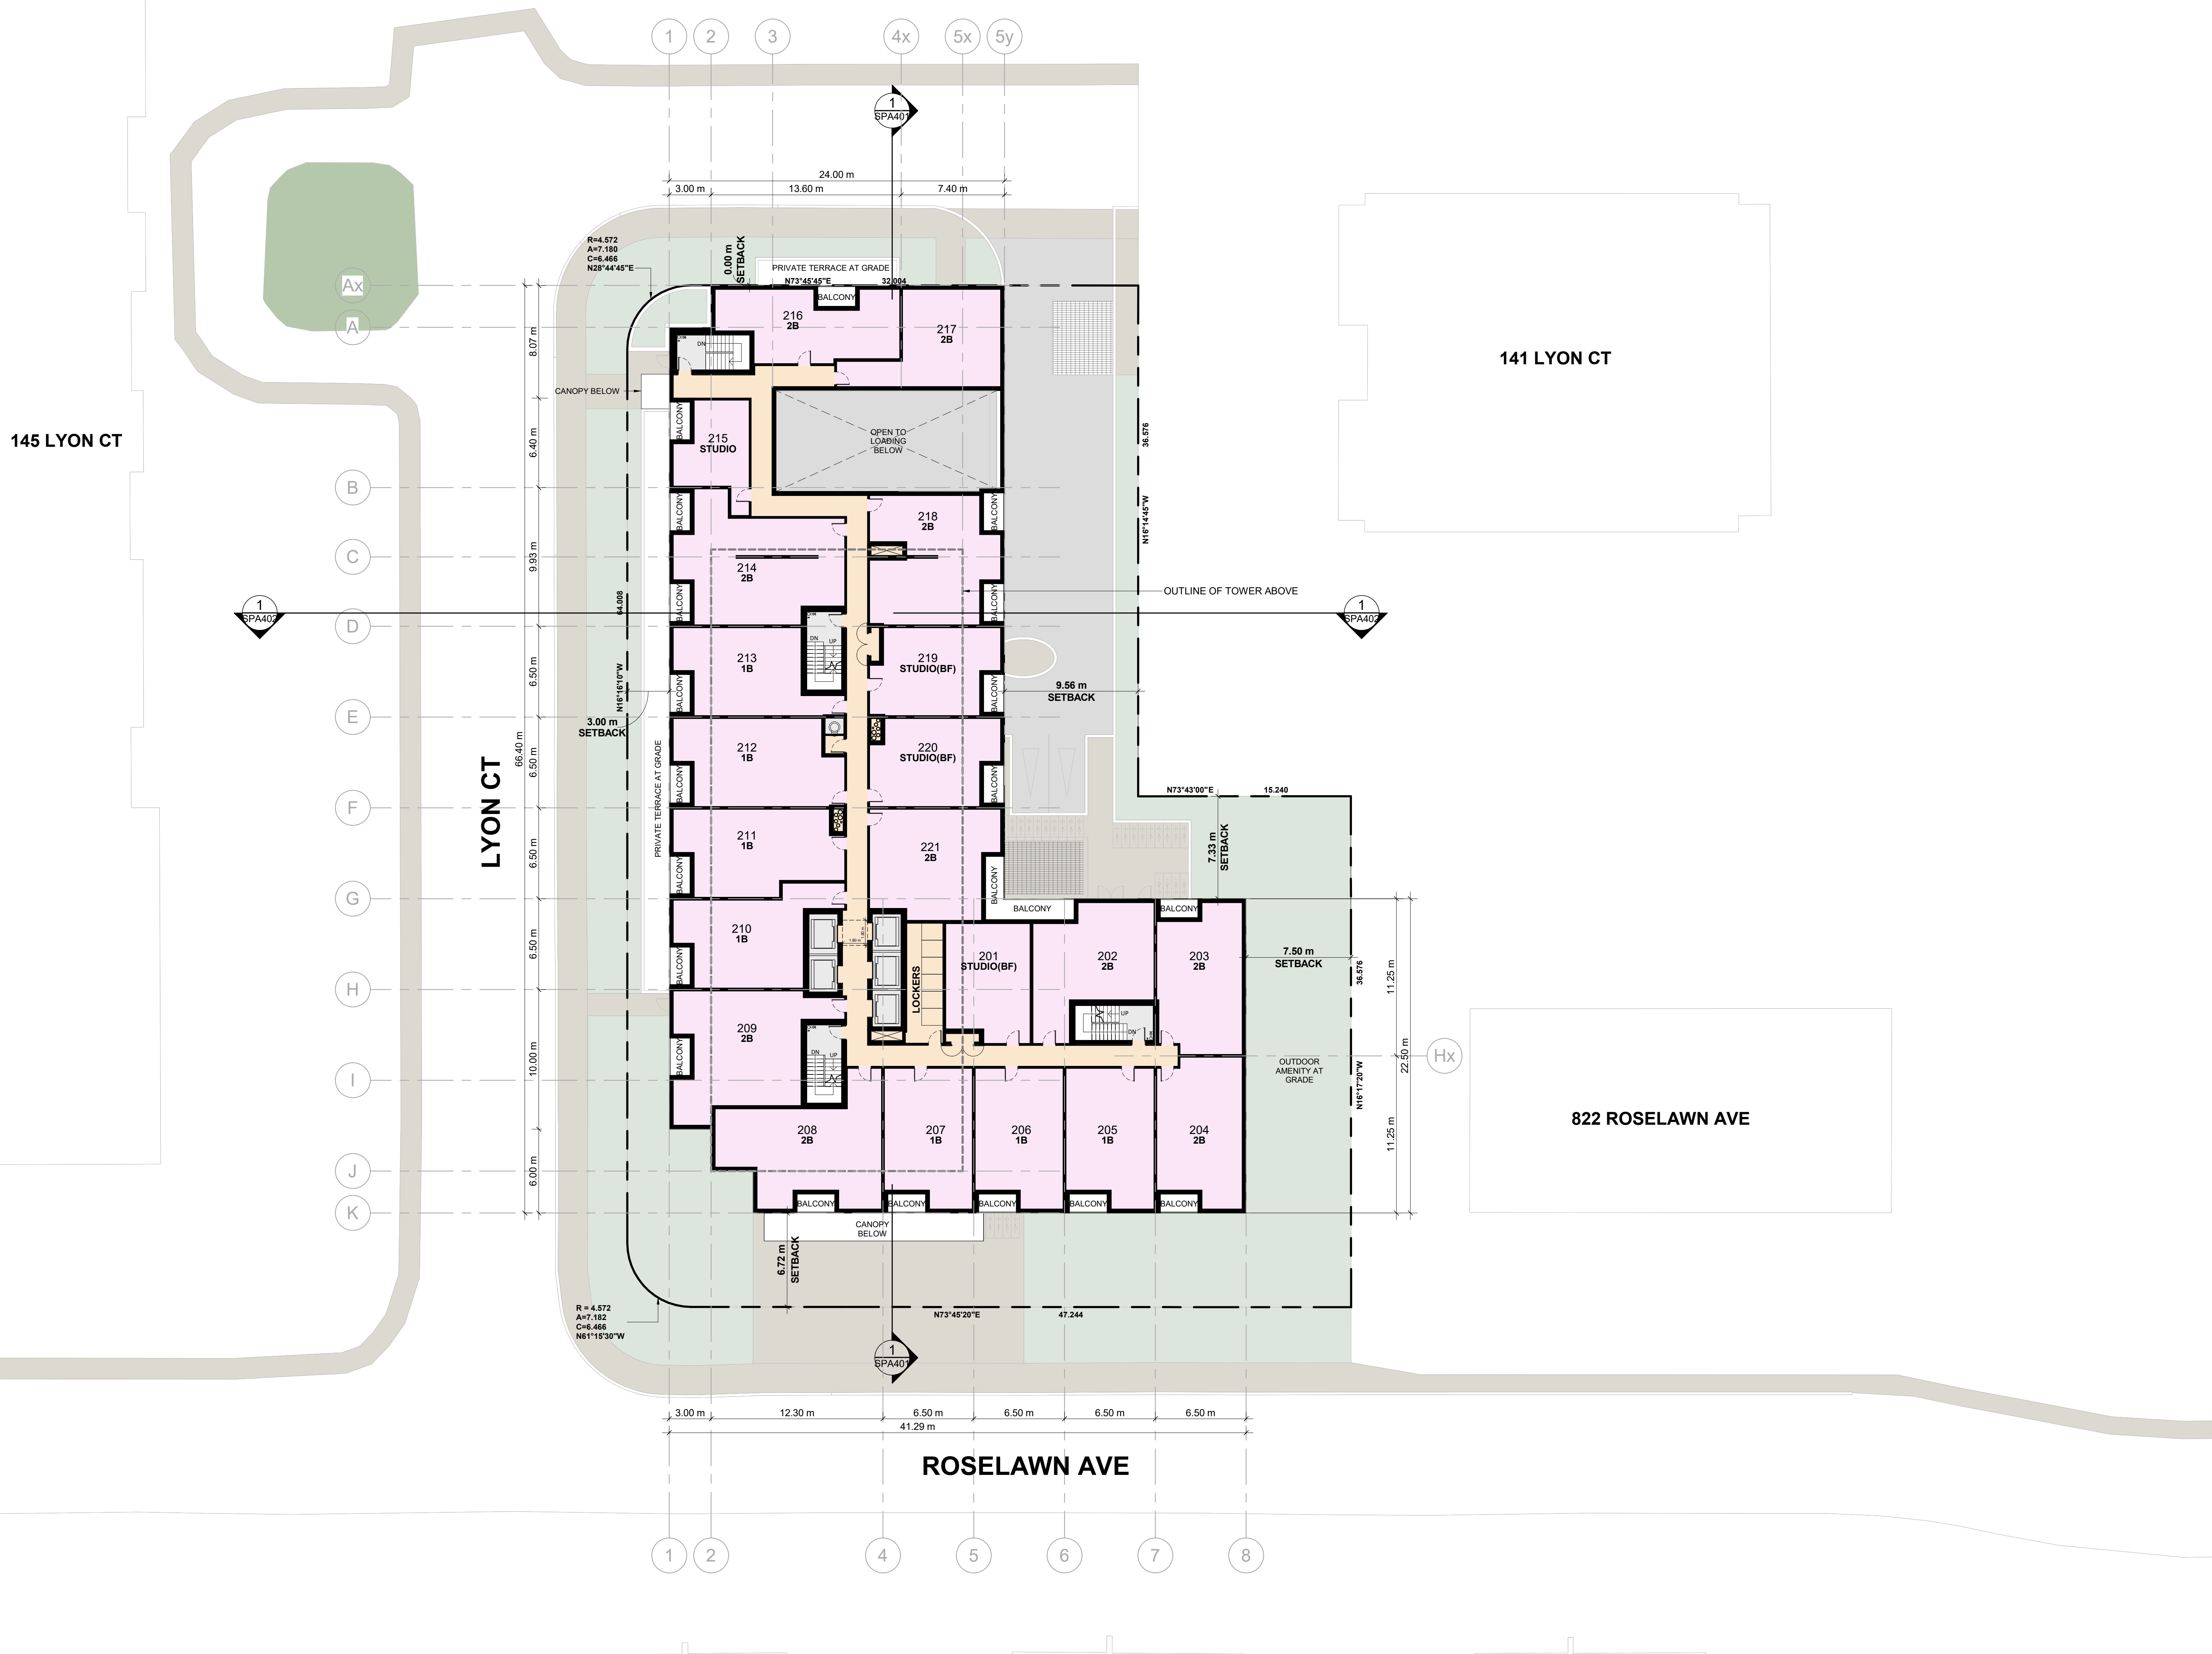 1
2
3
4x
5x
5y
1
SPA401
24.00 m
3.00 m
13.60 m
7.40 m
R=4.572
A=7.180
C=6.466
N28°44'45"E
0.00 m
SETBACK
PRIVATE TERRACE AT GRADE
N73°45'45"E
32.004
Ax
A
BALCONY
216
2B
217
2B
DN
8.07 m
141 LYON CT
CANOPY BELOW
BALCONY
215
STUDIO
OPEN TO
LOADING
BELOW
36.576
145 LYON CT
6.40 m
B
BALCONY
218
2B
BALCONY
N16°14'45"W
C
9.93 m
214
2B
BALCONY
BALCONY
OUTLINE OF TOWER ABOVE
64.008
1
SPA402
1
SPA402
D
DN
UP
213
1B
219
STUDIO(BF)
6.50 m
N16°16'10"W
BALCONY
BALCONY
9.56 m
SETBACK
E
3.00 m
SETBACK
66.40 m
212
1B
220
STUDIO(BF)
6.50 m
BALCONY
BALCONY
PRIVATE TERRACE AT GRADE
LYON CT
N73°43'00"E
15.240
F
211
1B
221
2B
6.50 m
7.33 m
SETBACK
BALCONY
BALCONY
G
BALCONY
BALCONY
210
1B
1.80 m
1.80 m
6.50 m
BALCONY
LOCKERS
201
STUDIO(BF)
202
2B
203
2B
7.50 m
SETBACK
36.576
11.25 m
H
209
2B
UP
DN
10.00 m
BALCONY
DN
UP
22.50 m
Hx
OUTDOOR
AMENITY AT
GRADE
I
N16°17'20"W
822 ROSELAWN AVE
208
2B
207
1B
206
1B
205
1B
204
2B
11.25 m
J
6.00 m
K
BALCONY
BALCONY
BALCONY
BALCONY
BALCONY
CANOPY
BELOW
6.72 m
SETBACK
R = 4.572
A=7.182
C=6.466
N61°15'30"W
N73°45'20"E
47.244
1
SPA401
3.00 m
12.30 m
6.50 m
6.50 m
6.50 m
6.50 m
41.29 m
ROSELAWN AVE
1
2
4
5
6
7
8